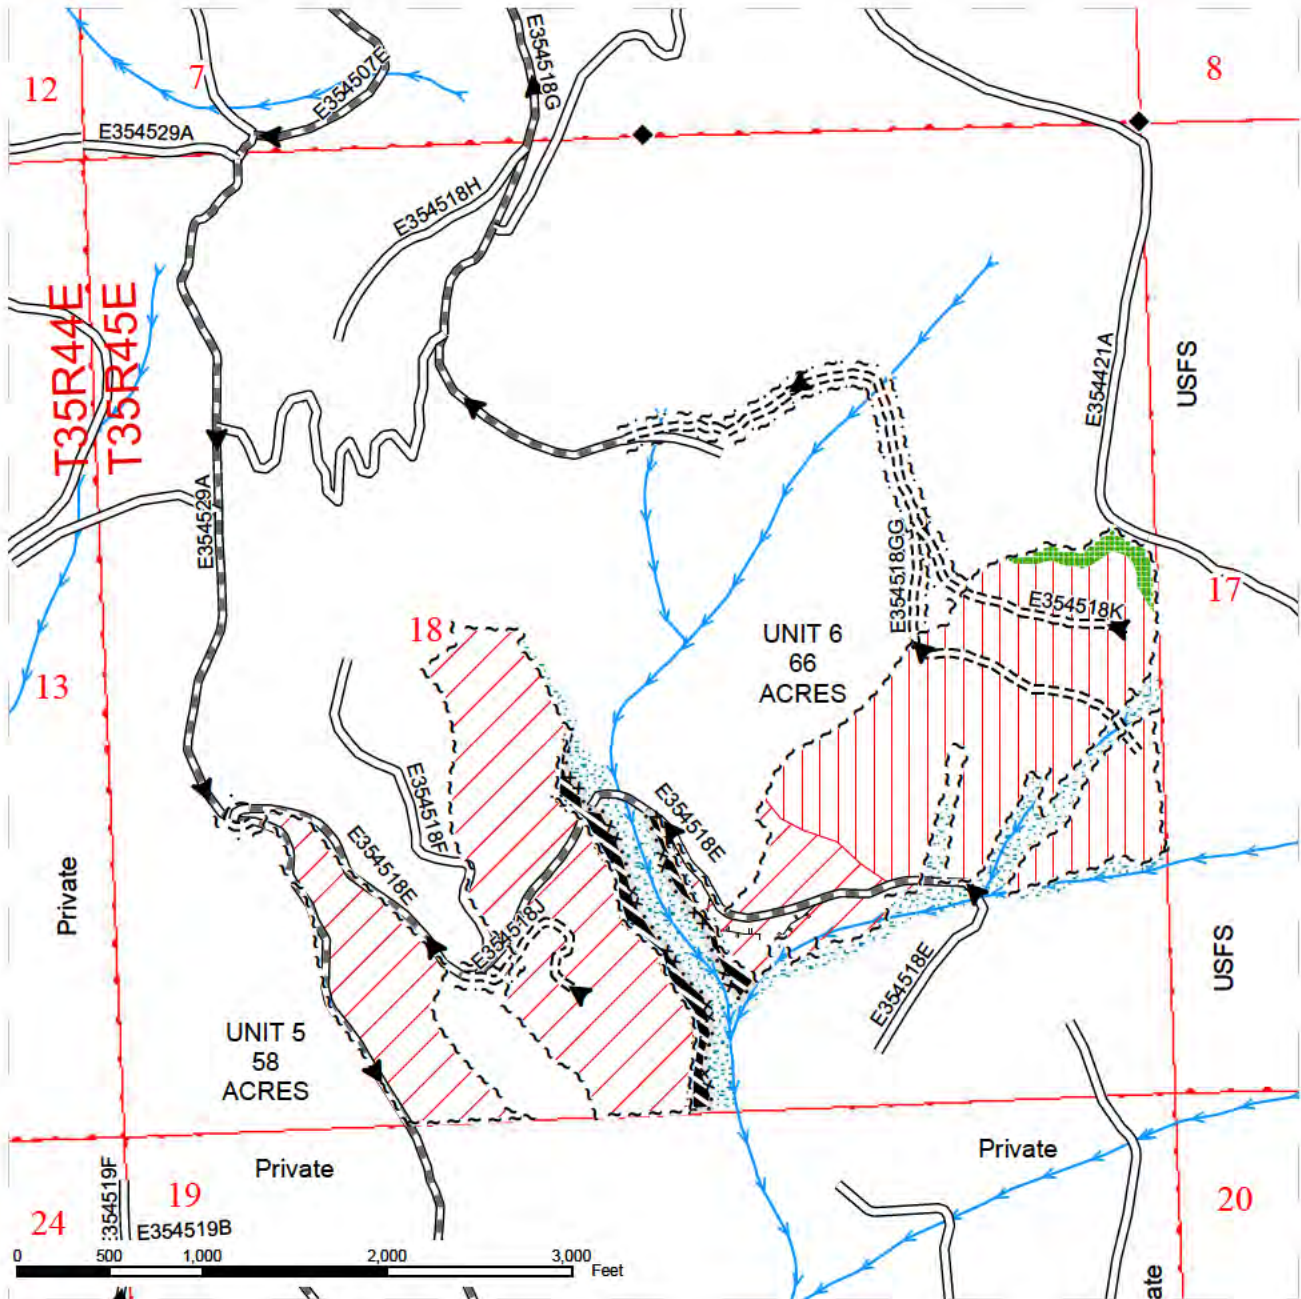 8
7
12
E354507E
E354518G
E354529A
E354518H
T35R44E
T35R45E
E354421A
USFS
E354529A
E354518GG
17
E354518K
18
UNIT 6
66
ACRES
13
E354518F
E354518E
E354518E
Private
E354518J
E354518E
USFS
UNIT 5
58
ACRES
Private
Private
E354519F
19
20
24
E354519B
0 500 1,000 2,000 3,000
Feet
ate